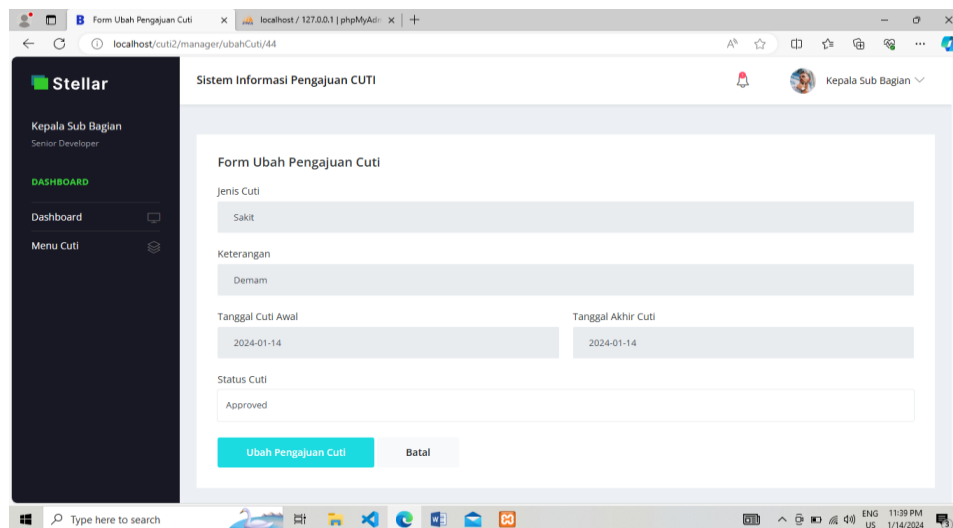 Form Ubah Pengajuan Cuti
localhost / 127.0.0.1 | phpMyAdm
localhost/cuti2/manager/ubahCuti/44
Stellar
Sistem Informasi Pengajuan CUTI
Kepala Sub Bagian
Kepala Sub Bagian
Senior Developer
DASHBOARD
Dashboard
Menu Cuti
Form Ubah Pengajuan Cuti
Jenis Cuti
Sakit
Keterangan
Demam
Tanggal Cuti Awal
Tanggal Akhir Cuti
2024-01-14
2024-01-14
Status Cuti
Approved
Ubah Pengajuan Cuti
Batal
Type here to search
ENG
US
11:39 PM
1/14/2024